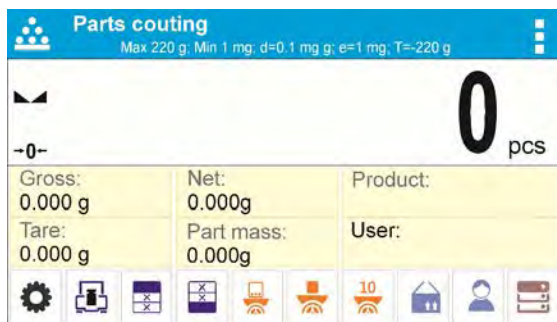 Parts couting
Max 220 g; Min 1 mg; d=0.1 mg g; e=1 mg; T=-220 g
0 pcs
→0←
Gross: Net: Product:
0.000 g 0.000g
Tare: Part mass: User:
0.000 g 0.000g
10